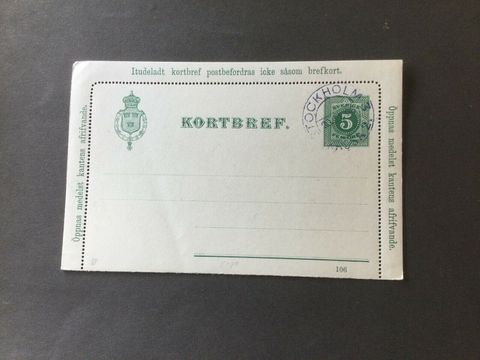 Itudeladt kortbref postbefordras icke såsom brefkort.
Öppnas medelst kantens afrifvande.
STOCKHOLM
KORTBREF.
5
Öppnas medelst kantens afrifvande.
106